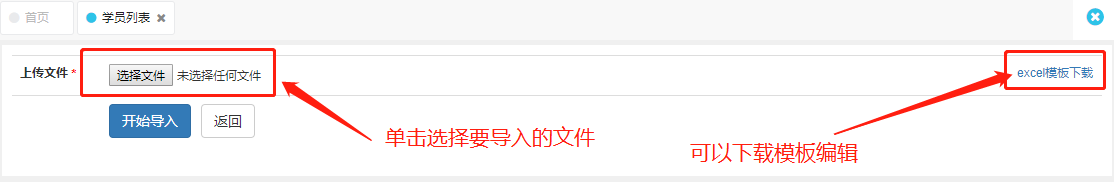 首页 学员列表
上传文件 * 选择文件 未选择任何文件 excel模板下载
开始导入 返回
单击选择要导入的文件
可以下载模板编辑